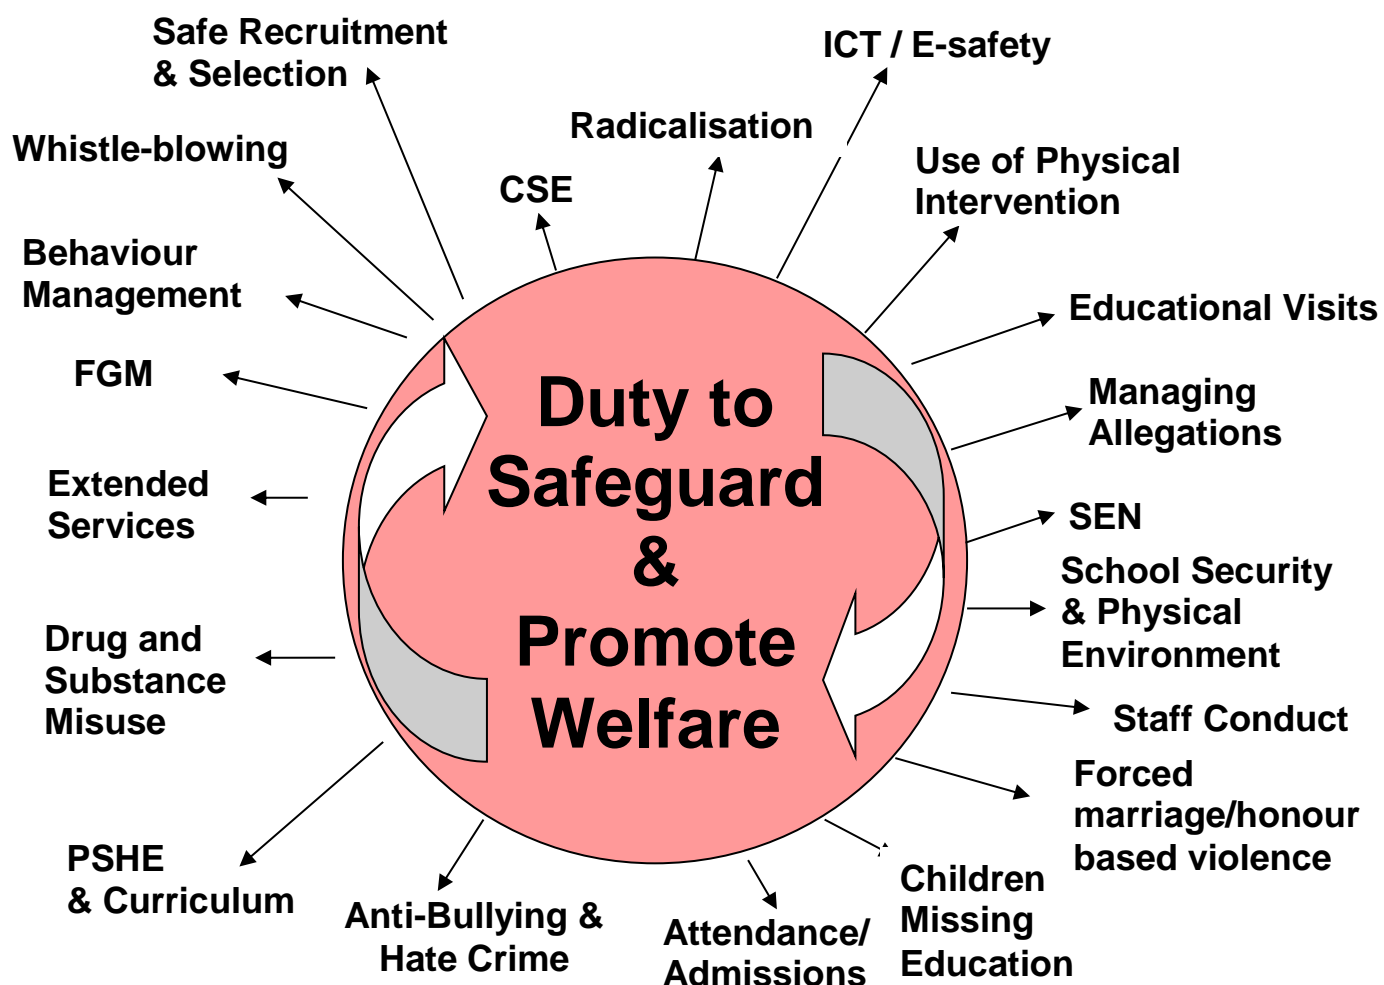 Safe Recruitment
& Selection
ICT / E-safety
Radicalisation
Whistle-blowing
CSE
Use of Physical
Intervention
Behaviour
Management
Educational Visits
FGM
Managing
Allegations
Duty to
Safeguard
&
Promote
Welfare
Extended
Services
SEN
School Security
& Physical
Environment
Drug and
Substance
Misuse
Staff Conduct
Forced
marriage/honour
based violence
PSHE
& Curriculum
Anti-Bullying &
Hate Crime
Attendance/
Admissions
Children
Missing
Education